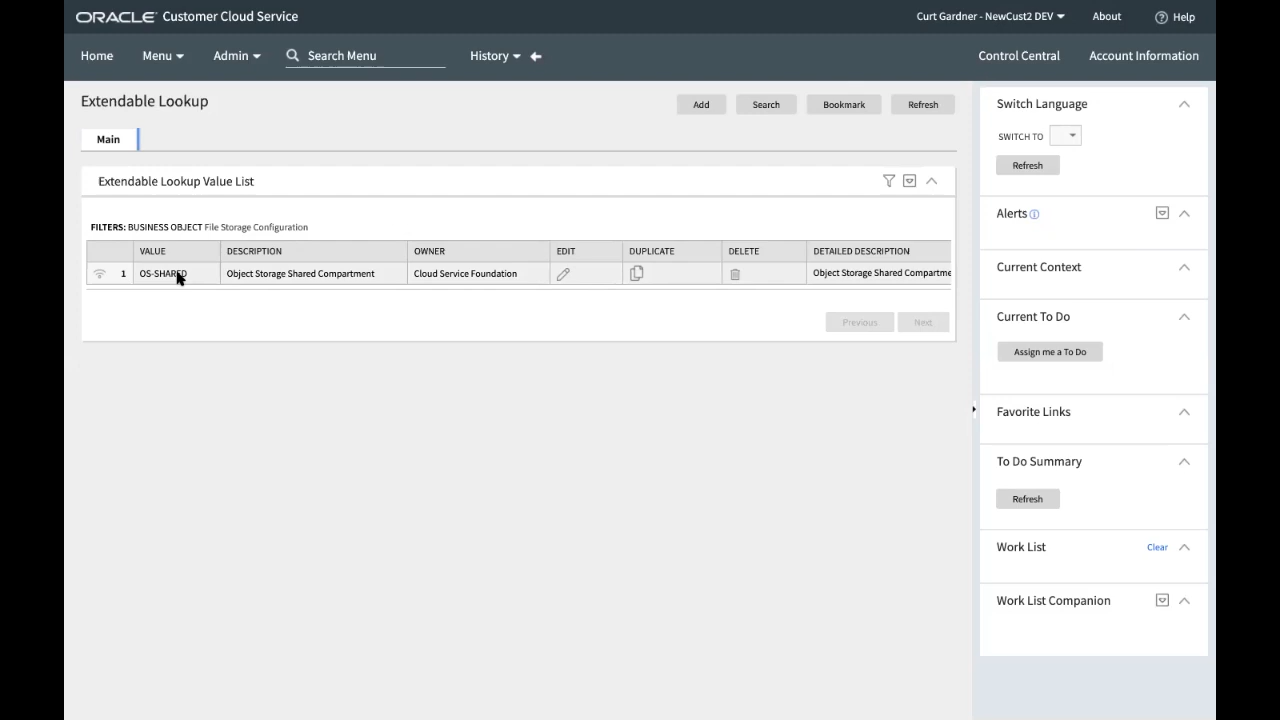 ORACLE Customer Cloud Service
Curt Gardner - NewCust2 DEV About Help
Home Menu Admin Search Menu History Control Central Account Information
Extendable Lookup
Add Search Bookmark Refresh
Main
Extendable Lookup Value List
FILTERS: BUSINESS OBJECT File Storage Configuration
VALUE DESCRIPTION OWNER EDIT DUPLICATE DELETE DETAILED DESCRIPTION
1 OS-SHARED Object Storage Shared Compartment Cloud Service Foundation Object Storage Shared Compartme
Previous Next
Switch Language
SWITCH TO
Refresh
Alerts
Current Context
Current To Do
Assign me a To Do
Favorite Links
To Do Summary
Refresh
Work List Clear
Work List Companion